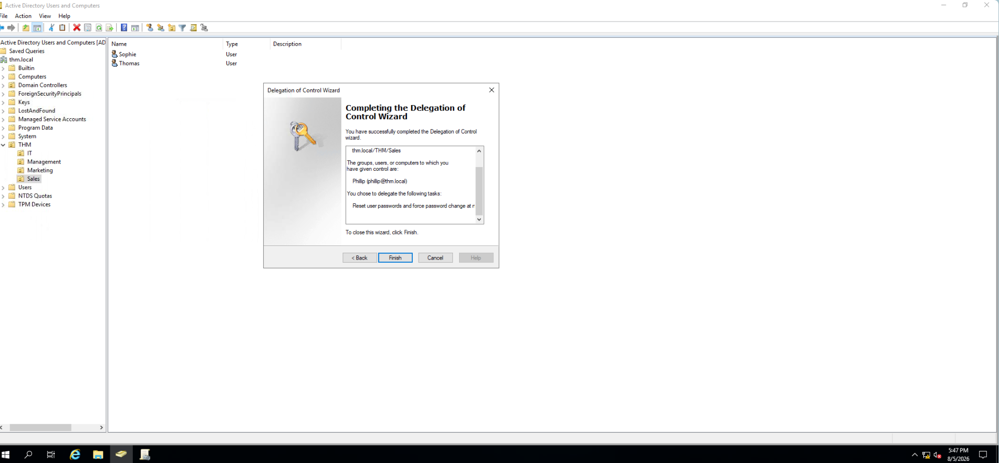 Active Directory Users and Computers
File Action View Help
Active Directory Users and Computers [AD
Saved Queries
thm.local
Builtin
Computers
Domain Controllers
ForeignSecurityPrincipals
Keys
LostAndFound
Managed Service Accounts
Program Data
System
THM
IT
Management
Marketing
Sales
Users
NTDS Quotas
TPM Devices
Name Type Description
Sophie User
Thomas User
Delegation of Control Wizard
Completing the Delegation of
Control Wizard
You have successfully completed the Delegation of Control
wizard.
thm.local/THM/Sales
The groups, users, or computers to which you
have given control are:
Phillip (phillip@thm.local)
You chose to delegate the following tasks:
Reset user passwords and force password change at r
To close this wizard, click Finish.
< Back Finish Cancel Help
5:47 PM
8/5/2026